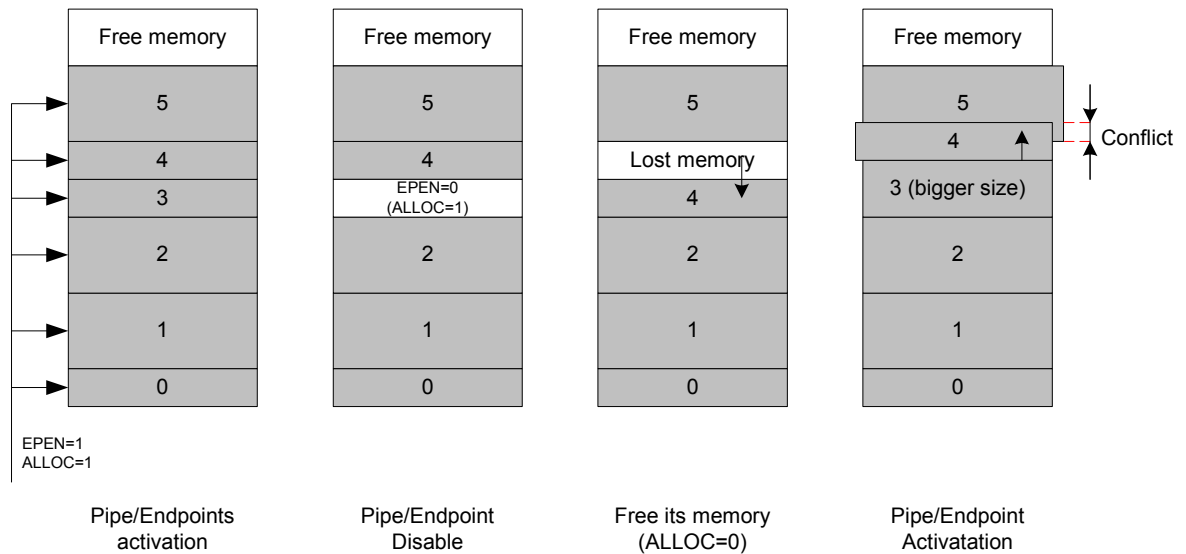 Free memory
5
4
3
2
1
0
EPEN=1
ALLOC=1
Pipe/Endpoints
activation
Free memory
5
4
EPEN=0
(ALLOC=1)
2
1
0
Pipe/Endpoint
Disable
Free memory
5
Lost memory
4
2
1
0
Free its memory
(ALLOC=0)
Free memory
5
4
Conflict
3 (bigger size)
2
1
0
Pipe/Endpoint
Activatation